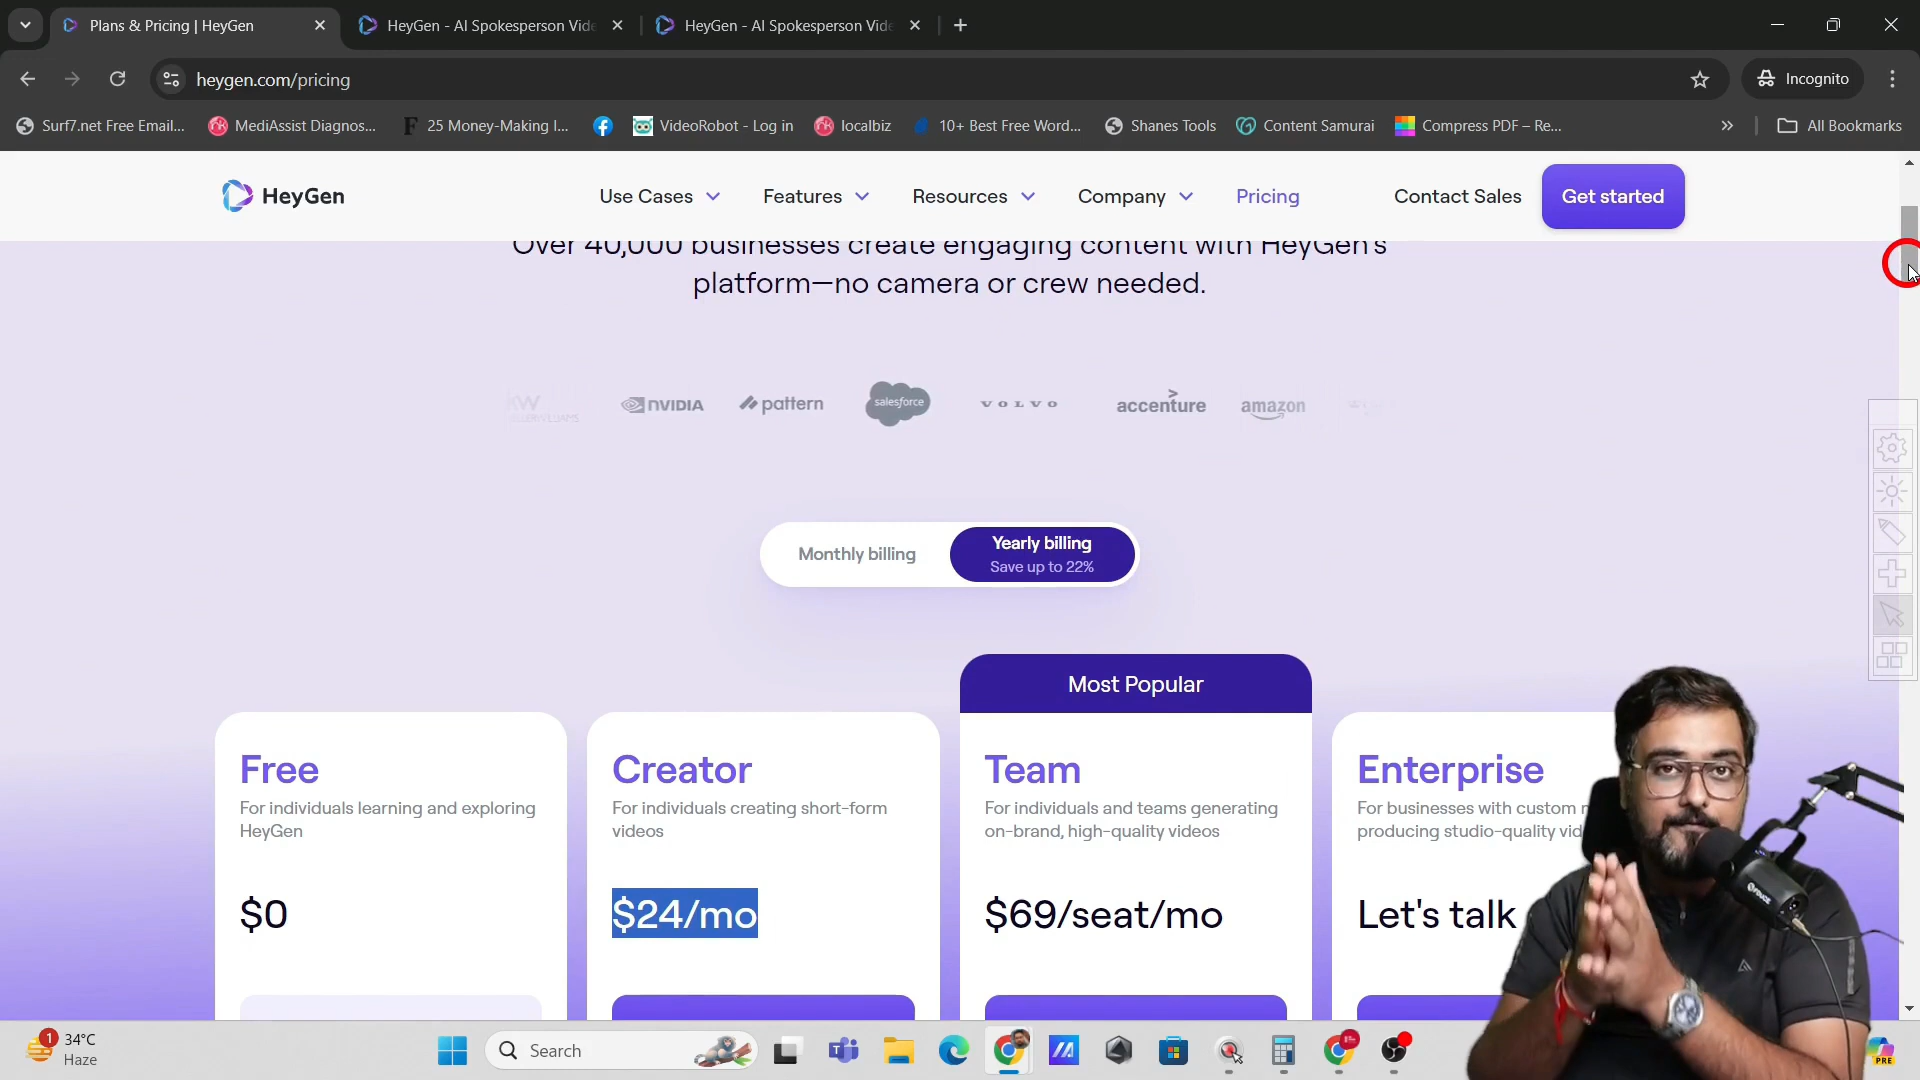 Plans & Pricing | HeyGen
HeyGen - AI Spokesperson Vide
HeyGen - AI Spokesperson Vide
heygen.com/pricing
Incognito
Surf7.net Free Email...
MediAssist Diagnos...
25 Money-Making I...
VideoRobot - Log in
localbiz
10+ Best Free Word...
Shanes Tools
Content Samurai
Compress PDF – Re...
All Bookmarks
HeyGen
Use Cases
Features
Resources
Company
Pricing
Contact Sales
Get started
Over 40,000 businesses create engaging content with HeyGen's
platform—no camera or crew needed.
NVIDIA
pattern
salesforce
VOLVO
accenture
amazon
Monthly billing
Yearly billing
Save up to 22%
Most Popular
Free
For individuals learning and exploring
HeyGen
$0
Creator
For individuals creating short-form
videos
$24/mo
Team
For individuals and teams generating
on-brand, high-quality videos
$69/seat/mo
Enterprise
For businesses with custom
producing studio-quality vid
Let's talk
RØDE
1
34°C
Haze
Search
PRE